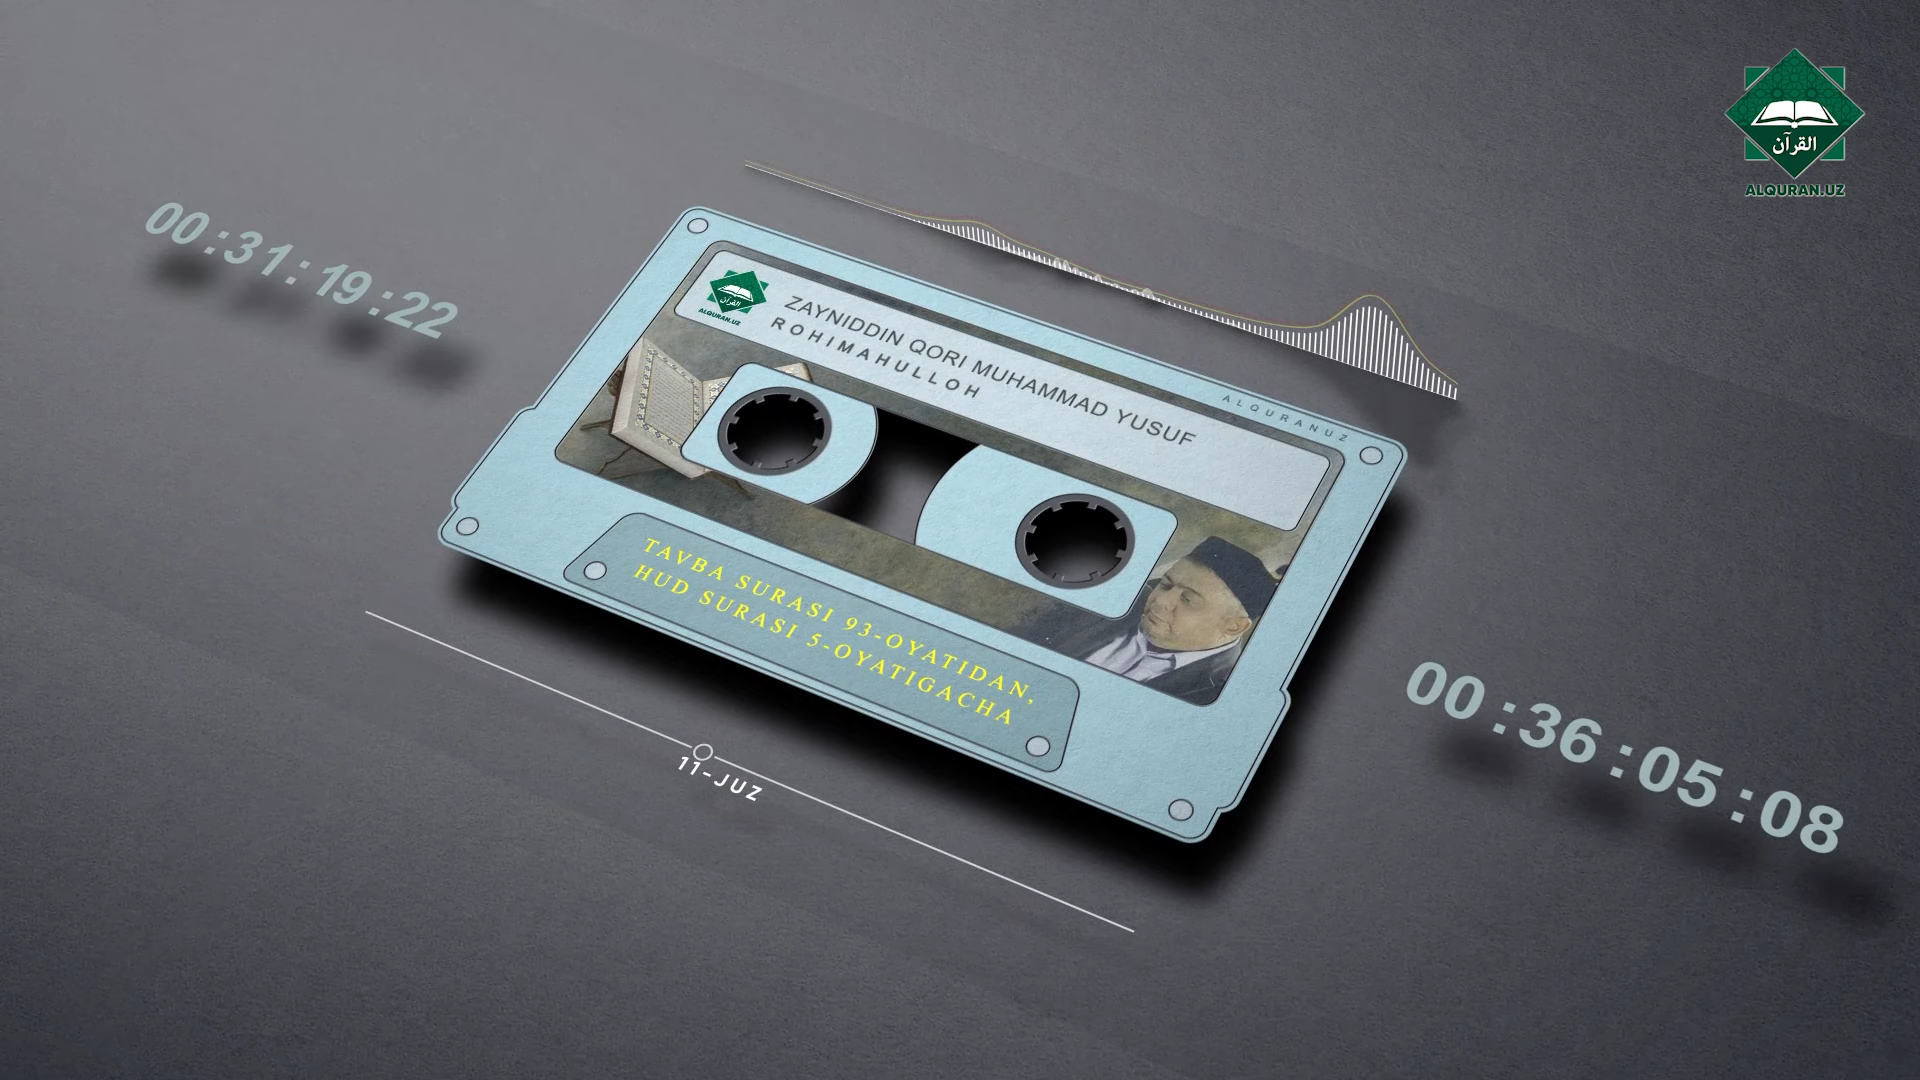 القرآن
ALQURAN.UZ
00:31:19:22
القرآن
ALQURAN.UZ
ZAYNIDDIN QORI MUHAMMAD YUSUF
ROHIMAHULLOH
ALQURANUZ
TAVBA SURASI 93-OYATIDAN,
HUD SURASI 5-OYATIGACHA
11-JUZ
00:36:05:08